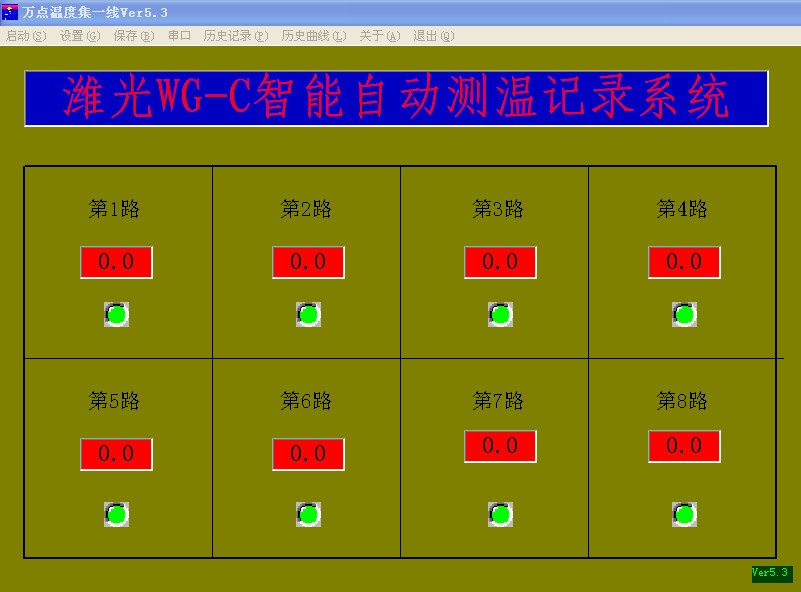 万点温度集一线Ver5.3
启动(S) 设置(G) 保存(B) 串口 历史记录(P) 历史曲线(L) 关于(A) 退出(Q)
潍光WG-C智能自动测温记录系统
第1路 第2路 第3路 第4路
0.0 0.0 0.0 0.0
第5路 第6路 第7路 第8路
0.0 0.0 0.0 0.0
Ver5.3